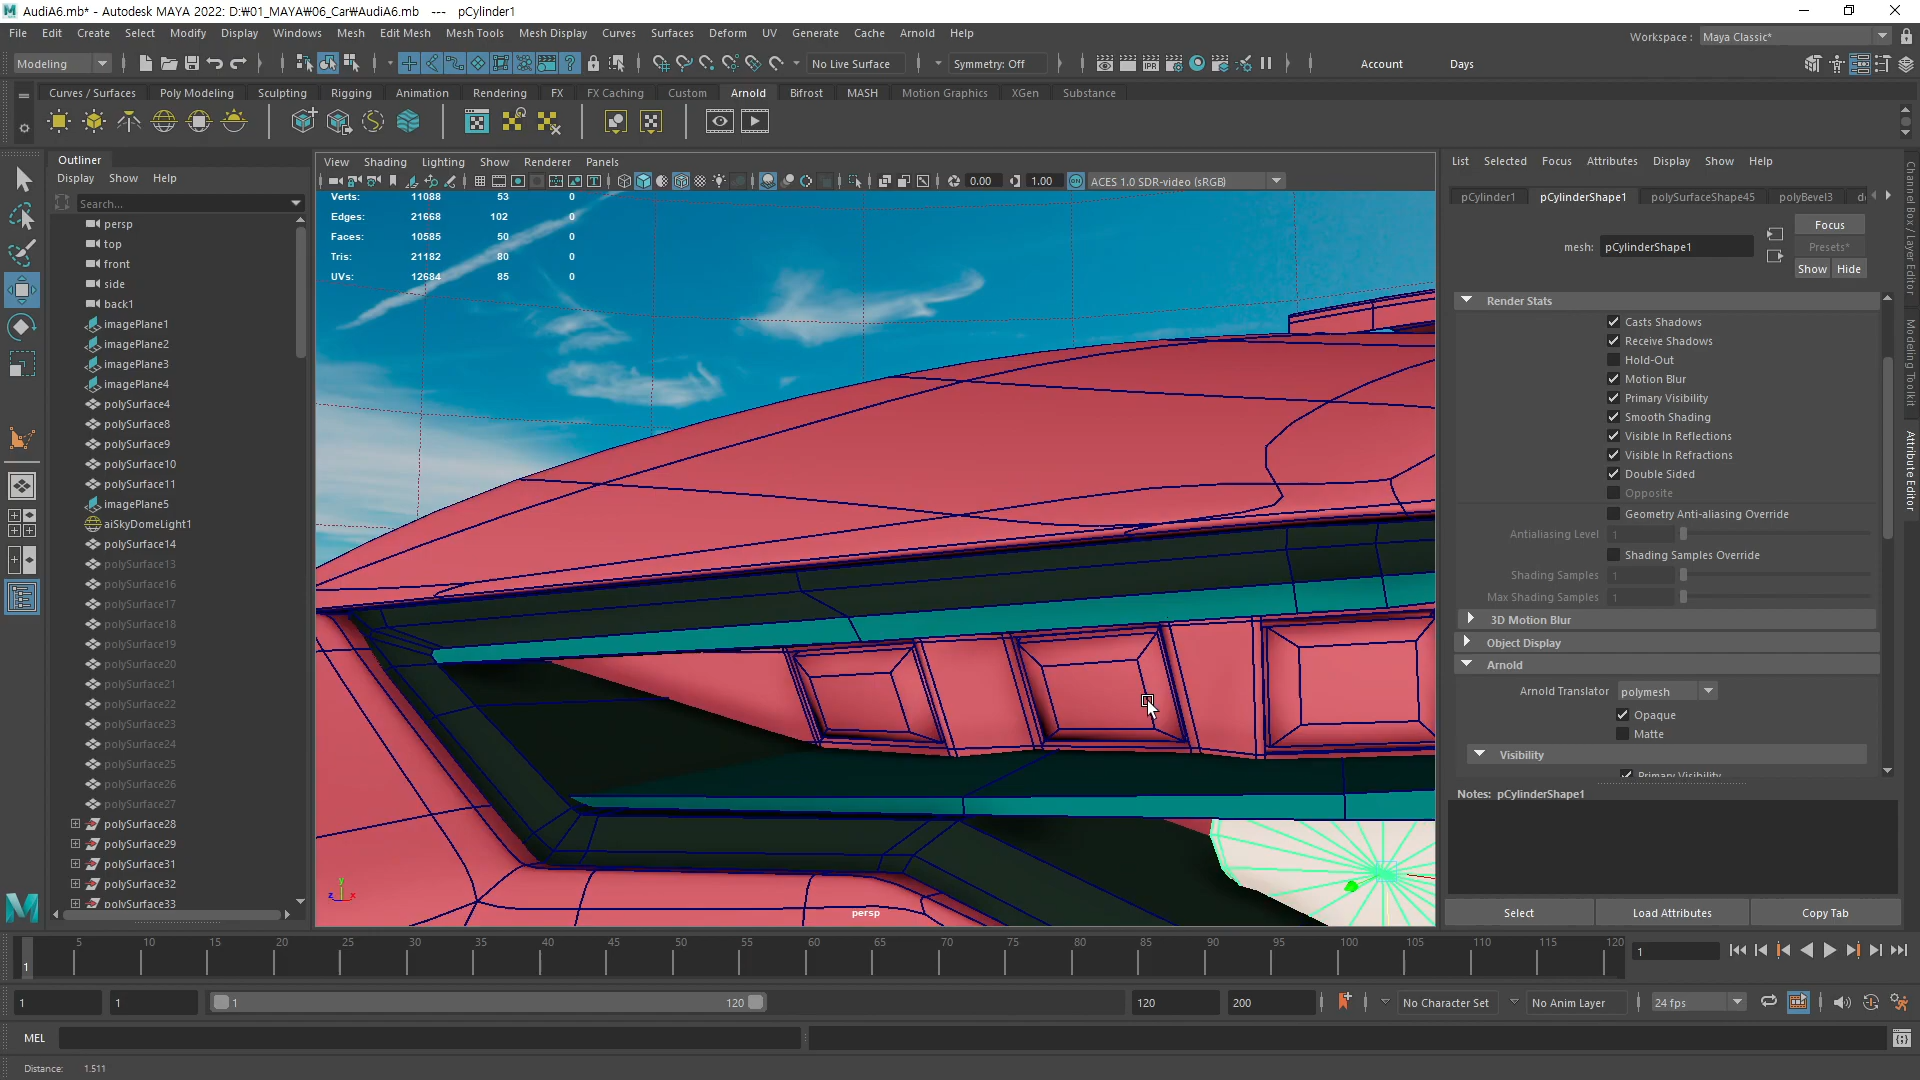 AudiA6.mb* - Autodesk MAYA 2022: D:₩01_MAYA₩06_Car₩AudiA6.mb   ---   pCylinder1
File Edit Create Select Modify Display Windows Mesh Edit Mesh Mesh Tools Mesh Display Curves Surfaces Deform UV Generate Cache Arnold Help
Workspace : Maya Classic*
Modeling No Live Surface Symmetry: Off Account Days
Curves / Surfaces Poly Modeling Sculpting Rigging Animation Rendering FX FX Caching Custom Arnold Bifrost MASH Motion Graphics XGen Substance
Outliner
Display Show Help
Search...
persp
top
front
side
back1
imagePlane1
imagePlane2
imagePlane3
imagePlane4
polySurface4
polySurface8
polySurface9
polySurface10
polySurface11
imagePlane5
aiSkyDomeLight1
polySurface14
polySurface13
polySurface16
polySurface17
polySurface18
polySurface19
polySurface20
polySurface21
polySurface22
polySurface23
polySurface24
polySurface25
polySurface26
polySurface27
polySurface28
polySurface29
polySurface31
polySurface32
polySurface33
View Shading Lighting Show Renderer Panels
0.00 1.00 ON ACES 1.0 SDR-video (sRGB)
Verts: 11088 53 0
Edges: 21668 102 0
Faces: 10585 50 0
Tris: 21182 80 0
UVs: 12684 85 0
y
z x
persp
List Selected Focus Attributes Display Show Help
pCylinder1 pCylinderShape1 polySurfaceShape45 polyBevel3
mesh: pCylinderShape1
Focus
Presets*
Show Hide
Render Stats
Casts Shadows
Receive Shadows
Hold-Out
Motion Blur
Primary Visibility
Smooth Shading
Visible In Reflections
Visible In Refractions
Double Sided
Opposite
Geometry Anti-aliasing Override
Antialiasing Level 1
Shading Samples Override
Shading Samples 1
Max Shading Samples 1
3D Motion Blur
Object Display
Arnold
Arnold Translator polymesh
Opaque
Matte
Visibility
Primary Visibility
Notes: pCylinderShape1
Select Load Attributes Copy Tab
Channel Box / Layer Editor
Modeling Toolkit
Attribute Editor
5 10 15 20 25 30 35 40 45 50 55 60 65 70 75 80 85 90 95 100 105 110 115 120
1
1
1 1 1 120 120 200 No Character Set No Anim Layer 24 fps
MEL
Distance: 1.511